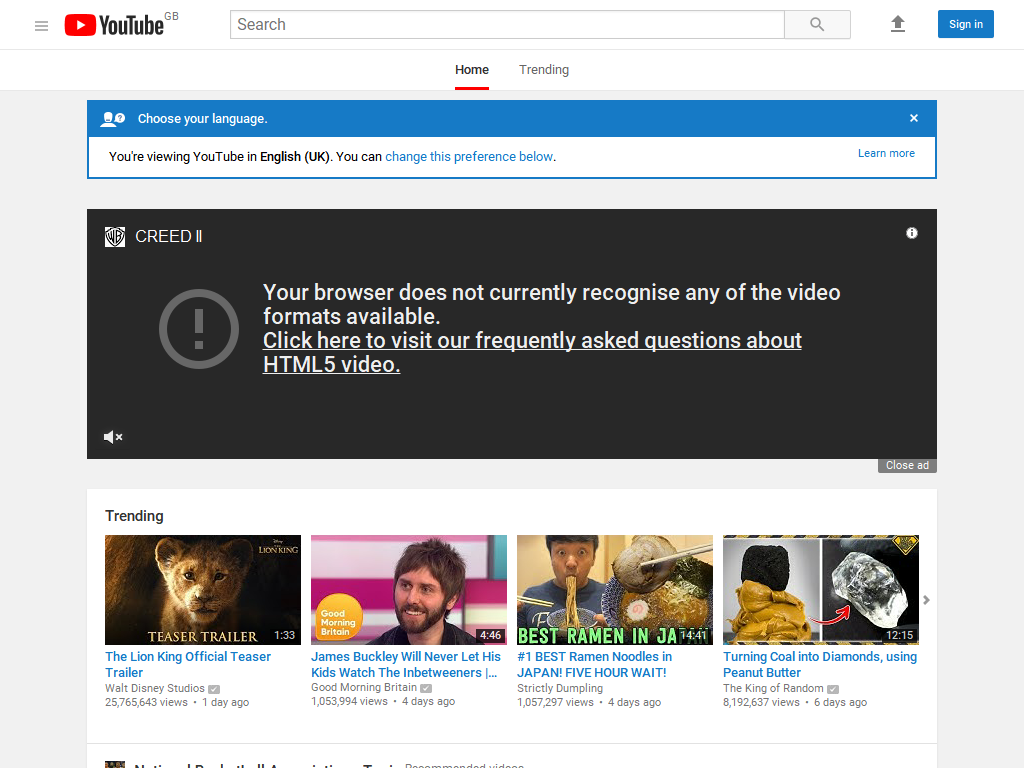 YouTube GB
Search
Sign in
Home
Trending
Choose your language.
You're viewing YouTube in English (UK). You can change this preference below.
Learn more
CREED II
Your browser does not currently recognise any of the video
formats available.
Click here to visit our frequently asked questions about
HTML5 video.
Close ad
Trending
Disney
THE LION KING
TEASER TRAILER
1:33
Good
Morning
Britain
4:46
BEST RAMEN IN JA
14:41
12:15
The Lion King Official Teaser
Trailer
Walt Disney Studios
25,765,643 views • 1 day ago
James Buckley Will Never Let His
Kids Watch The Inbetweeners |...
Good Morning Britain
1,053,994 views • 4 days ago
#1 BEST Ramen Noodles in
JAPAN! FIVE HOUR WAIT!
Strictly Dumpling
1,057,297 views • 4 days ago
Turning Coal into Diamonds, using
Peanut Butter
The King of Random
8,192,637 views • 6 days ago
National Basketball Association - Topic Recommended videos